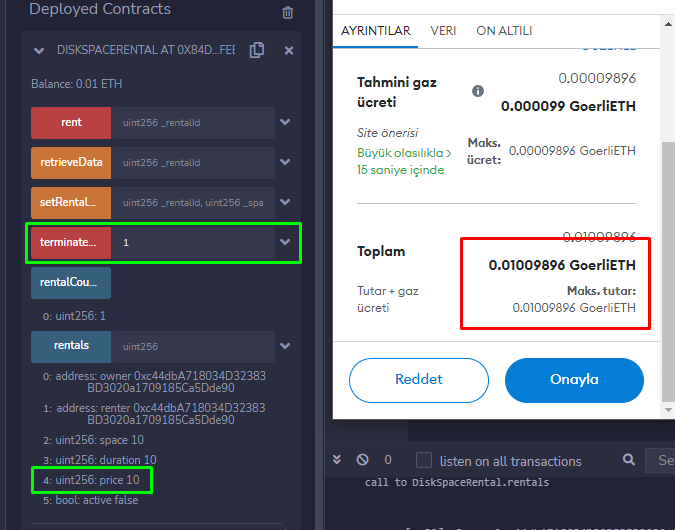 Deployed Contracts
DISKSPACERENTAL AT 0X84D...FEE
Balance: 0.01 ETH
rent
uint256 _rentalId
retrieveData
uint256 _rentalId
setRental...
uint256 _rentalId, uint256 _spa
terminate...
1
rentalCou...
0: uint256: 1
rentals
uint256
0: address: owner 0xc44dbA718034D32383
BD3020a1709185Ca5Dde90
1: address: renter 0xc44dbA718034D32383
BD3020a1709185Ca5Dde90
2: uint256: space 10
3: uint256: duration 10
4: uint256: price 10
5: bool: active false
AYRINTILAR
VERİ
ON ALTILI
0.00009896
Tahmini gaz
ücreti
0.000099 GoerliETH
Site önerisi
Büyük olasılıkla >
15 saniye içinde
Maks.
ücret:
0.00009896 GoerliETH
0.01009896
Toplam
0.01009896 GoerliETH
Tutar + gaz
ücreti
Maks. tutar:
0.01009896 GoerliETH
Reddet
Onayla
0
listen on all transactions
Se
call to DiskSpaceRental.rentals